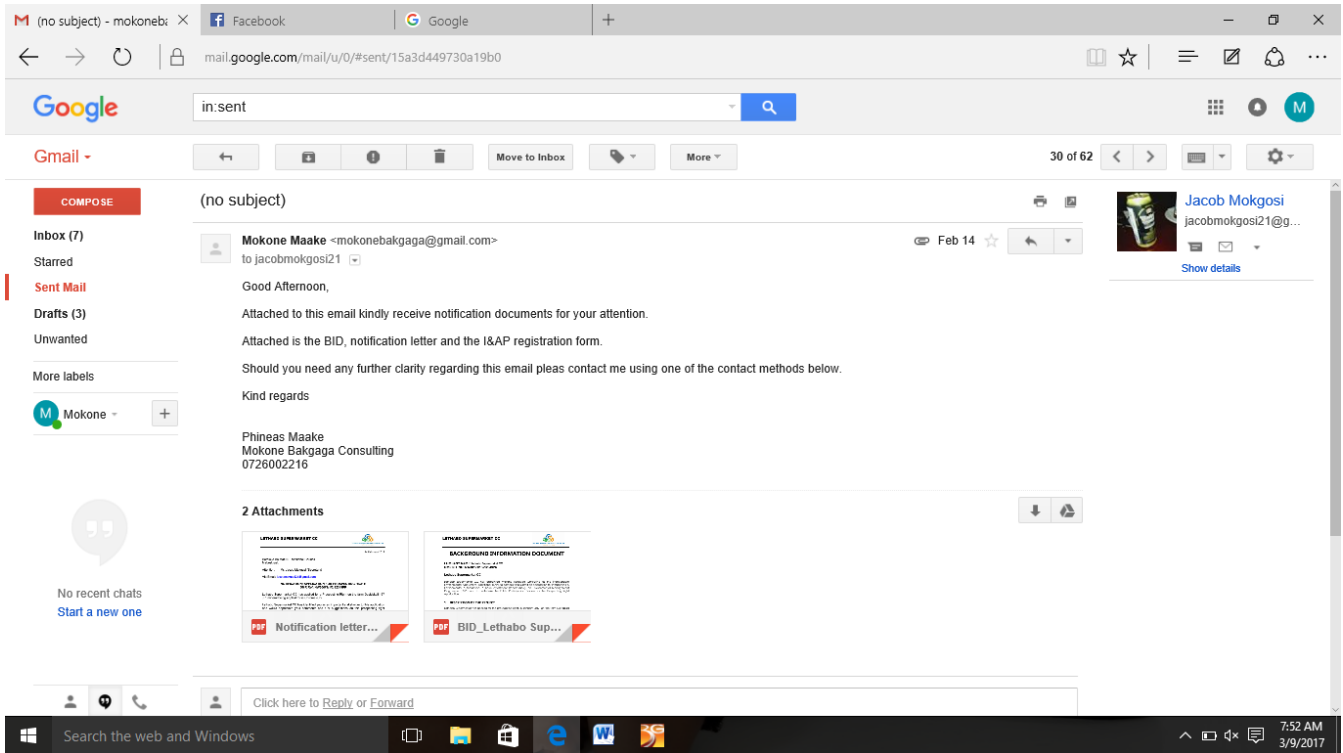 (no subject) - mokoneba
Facebook
Google
mail.google.com/mail/u/0/#sent/15a3d449730a19b0
Google
in:sent
M
Gmail
Move to Inbox
More
30 of 62
COMPOSE
Inbox (7)
Starred
Sent Mail
Drafts (3)
Unwanted
More labels
M Mokone
No recent chats
Start a new one
(no subject)
Mokone Maake <mokonebakgaga@gmail.com>
Feb 14
to jacobmokgosi21
Good Afternoon,
Attached to this email kindly receive notification documents for your attention.
Attached is the BID, notification letter and the I&AP registration form.
Should you need any further clarity regarding this email pleas contact me using one of the contact methods below.
Kind regards
Phineas Maake
Mokone Bakgaga Consulting
0726002216
2 Attachments
LETHABO SUPERMARKET CC
PDF Notification letter...
LETHABO SUPERMARKET CC
BACKGROUND INFORMATION DOCUMENT
PDF BID_Lethabo Sup...
Click here to Reply or Forward
Jacob Mokgosi
jacobmokgosi21@g...
Show details
Search the web and Windows
7:52 AM
3/9/2017